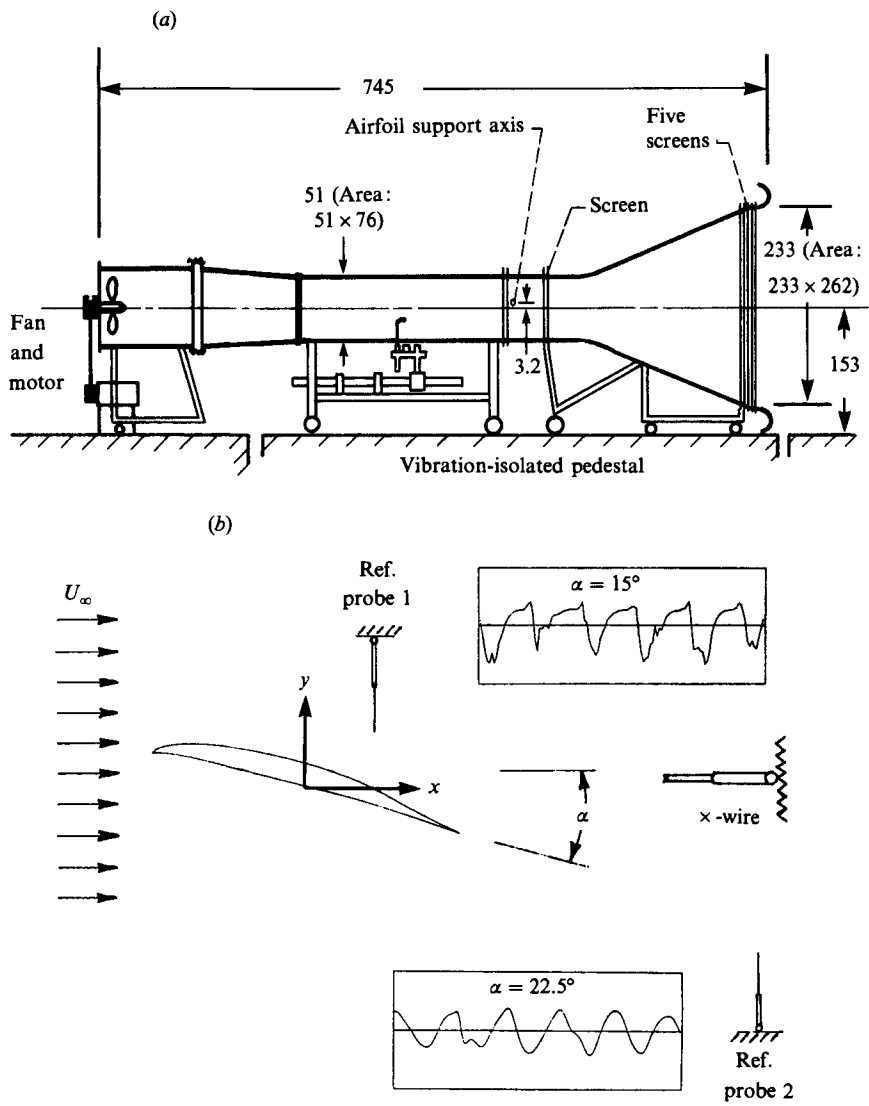 (a)
745
Airfoil support axis
Five
screens
51 (Area:
51 × 76)
Screen
233 (Area:
233 × 262)
Fan
and
motor
3.2
153
Vibration-isolated pedestal
(b)
U∞
Ref.
probe 1
α = 15°
y
x
α
×-wire
α = 22.5°
Ref.
probe 2